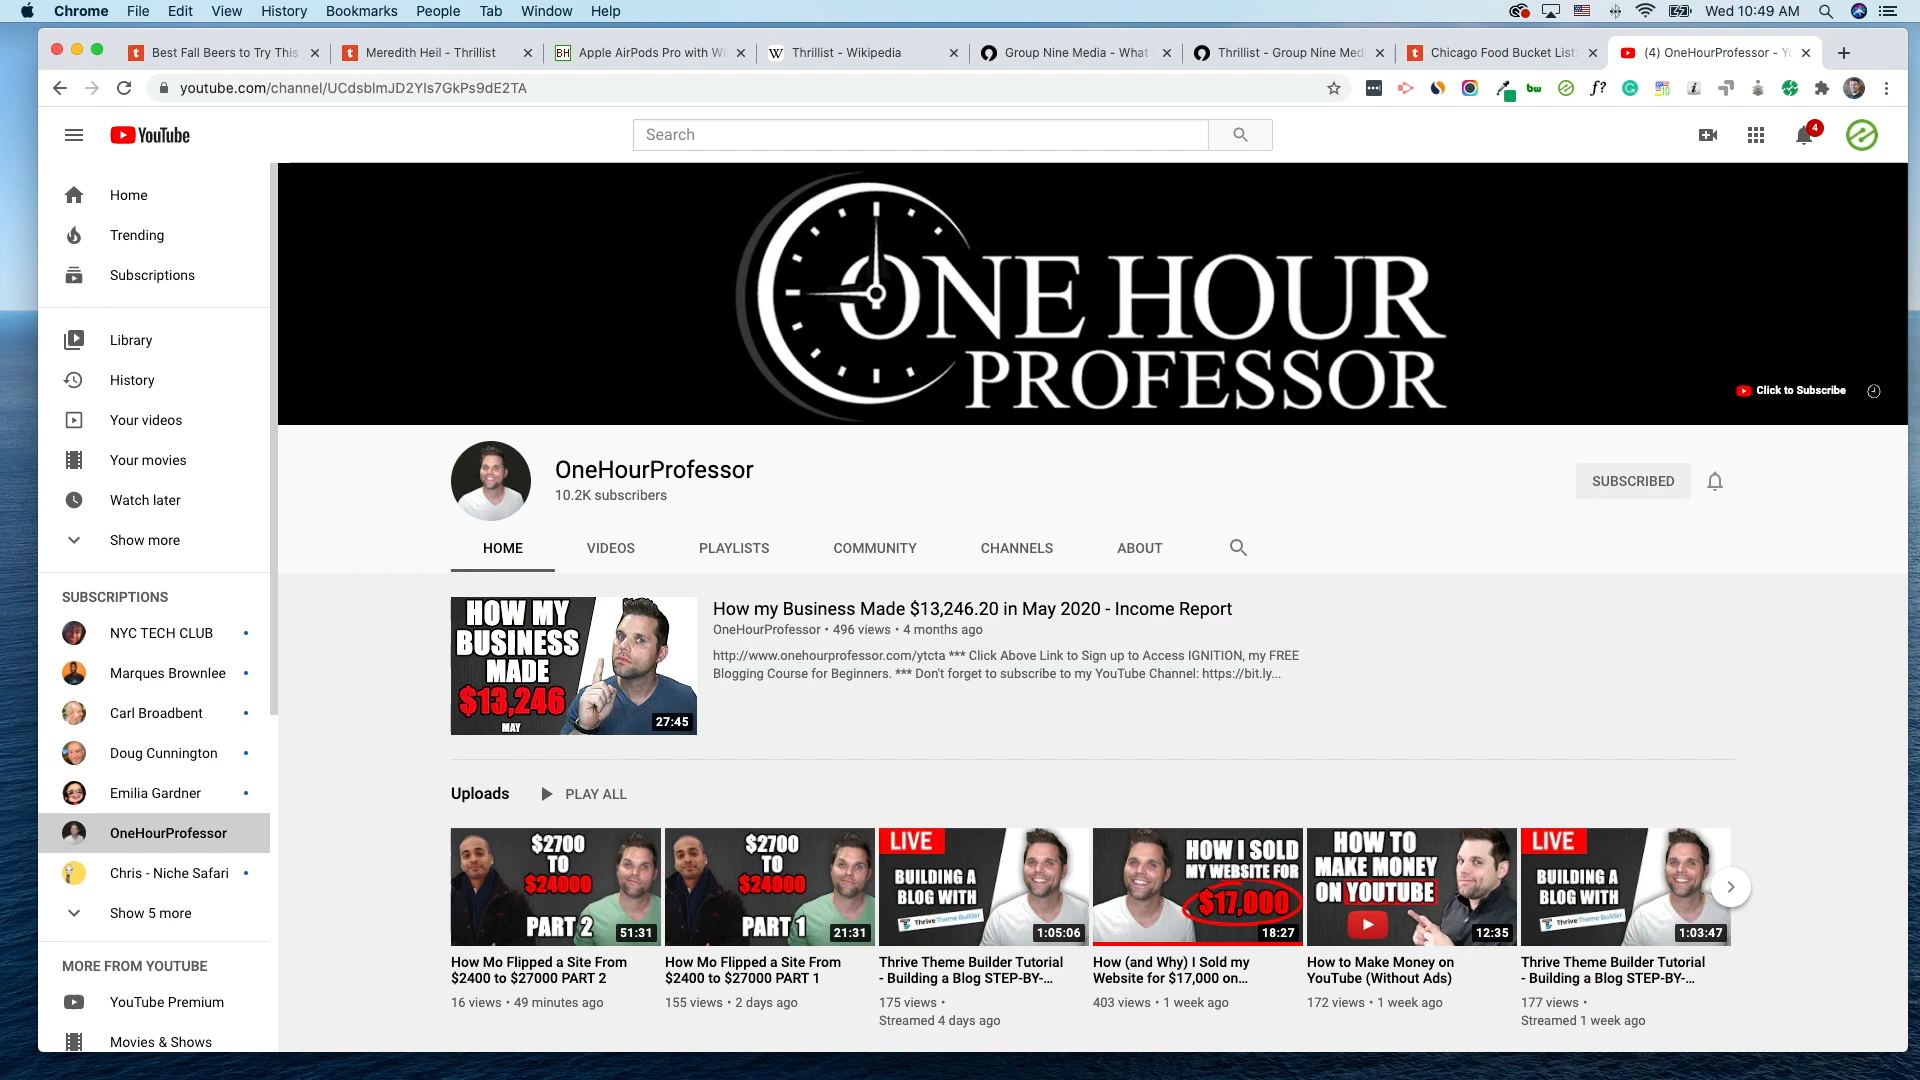 Chrome File Edit View History Bookmarks People Tab Window Help
Wed 10:49 AM
Best Fall Beers to Try This
Meredith Heil - Thrillist
Apple AirPods Pro with Wi
Thrillist - Wikipedia
Group Nine Media - What
Thrillist - Group Nine Medi
Chicago Food Bucket List:
(4) OneHourProfessor - Yo
youtube.com/channel/UCdsblmJD2Yls7GkPs9dE2TA
YouTube
Search
4
Home
Trending
Subscriptions
Library
History
Your videos
Your movies
Watch later
Show more
SUBSCRIPTIONS
NYC TECH CLUB
Marques Brownlee
Carl Broadbent
Doug Cunnington
Emilia Gardner
OneHourProfessor
Chris - Niche Safari
Show 5 more
MORE FROM YOUTUBE
YouTube Premium
Movies & Shows
ONE HOUR
PROFESSOR
Click to Subscribe
OneHourProfessor
10.2K subscribers
SUBSCRIBED
HOME VIDEOS PLAYLISTS COMMUNITY CHANNELS ABOUT
HOW MY
BUSINESS
MADE
$13,246
MAY
27:45
How my Business Made $13,246.20 in May 2020 - Income Report
OneHourProfessor • 496 views • 4 months ago
http://www.onehourprofessor.com/ytcta *** Click Above Link to Sign up to Access IGNITION, my FREE
Blogging Course for Beginners. *** Don't forget to subscribe to my YouTube Channel: https://bit.ly...
Uploads PLAY ALL
$2700
TO
$24000
PART 2
51:31
How Mo Flipped a Site From
$2400 to $27000 PART 2
16 views • 49 minutes ago
$2700
TO
$24000
PART 1
21:31
How Mo Flipped a Site From
$2400 to $27000 PART 1
155 views • 2 days ago
LIVE
BUILDING A
BLOG WITH
Thrive Theme Builder
1:05:06
Thrive Theme Builder Tutorial
- Building a Blog STEP-BY-...
175 views •
Streamed 4 days ago
HOW I SOLD
MY WEBSITE FOR
$17,000
18:27
How (and Why) I Sold my
Website for $17,000 on...
403 views • 1 week ago
HOW TO
MAKE MONEY
ON YOUTUBE
12:35
How to Make Money on
YouTube (Without Ads)
172 views • 1 week ago
LIVE
BUILDING A
BLOG WITH
Thrive Theme Builder
1:03:47
Thrive Theme Builder Tutorial
- Building a Blog STEP-BY-...
177 views •
Streamed 1 week ago